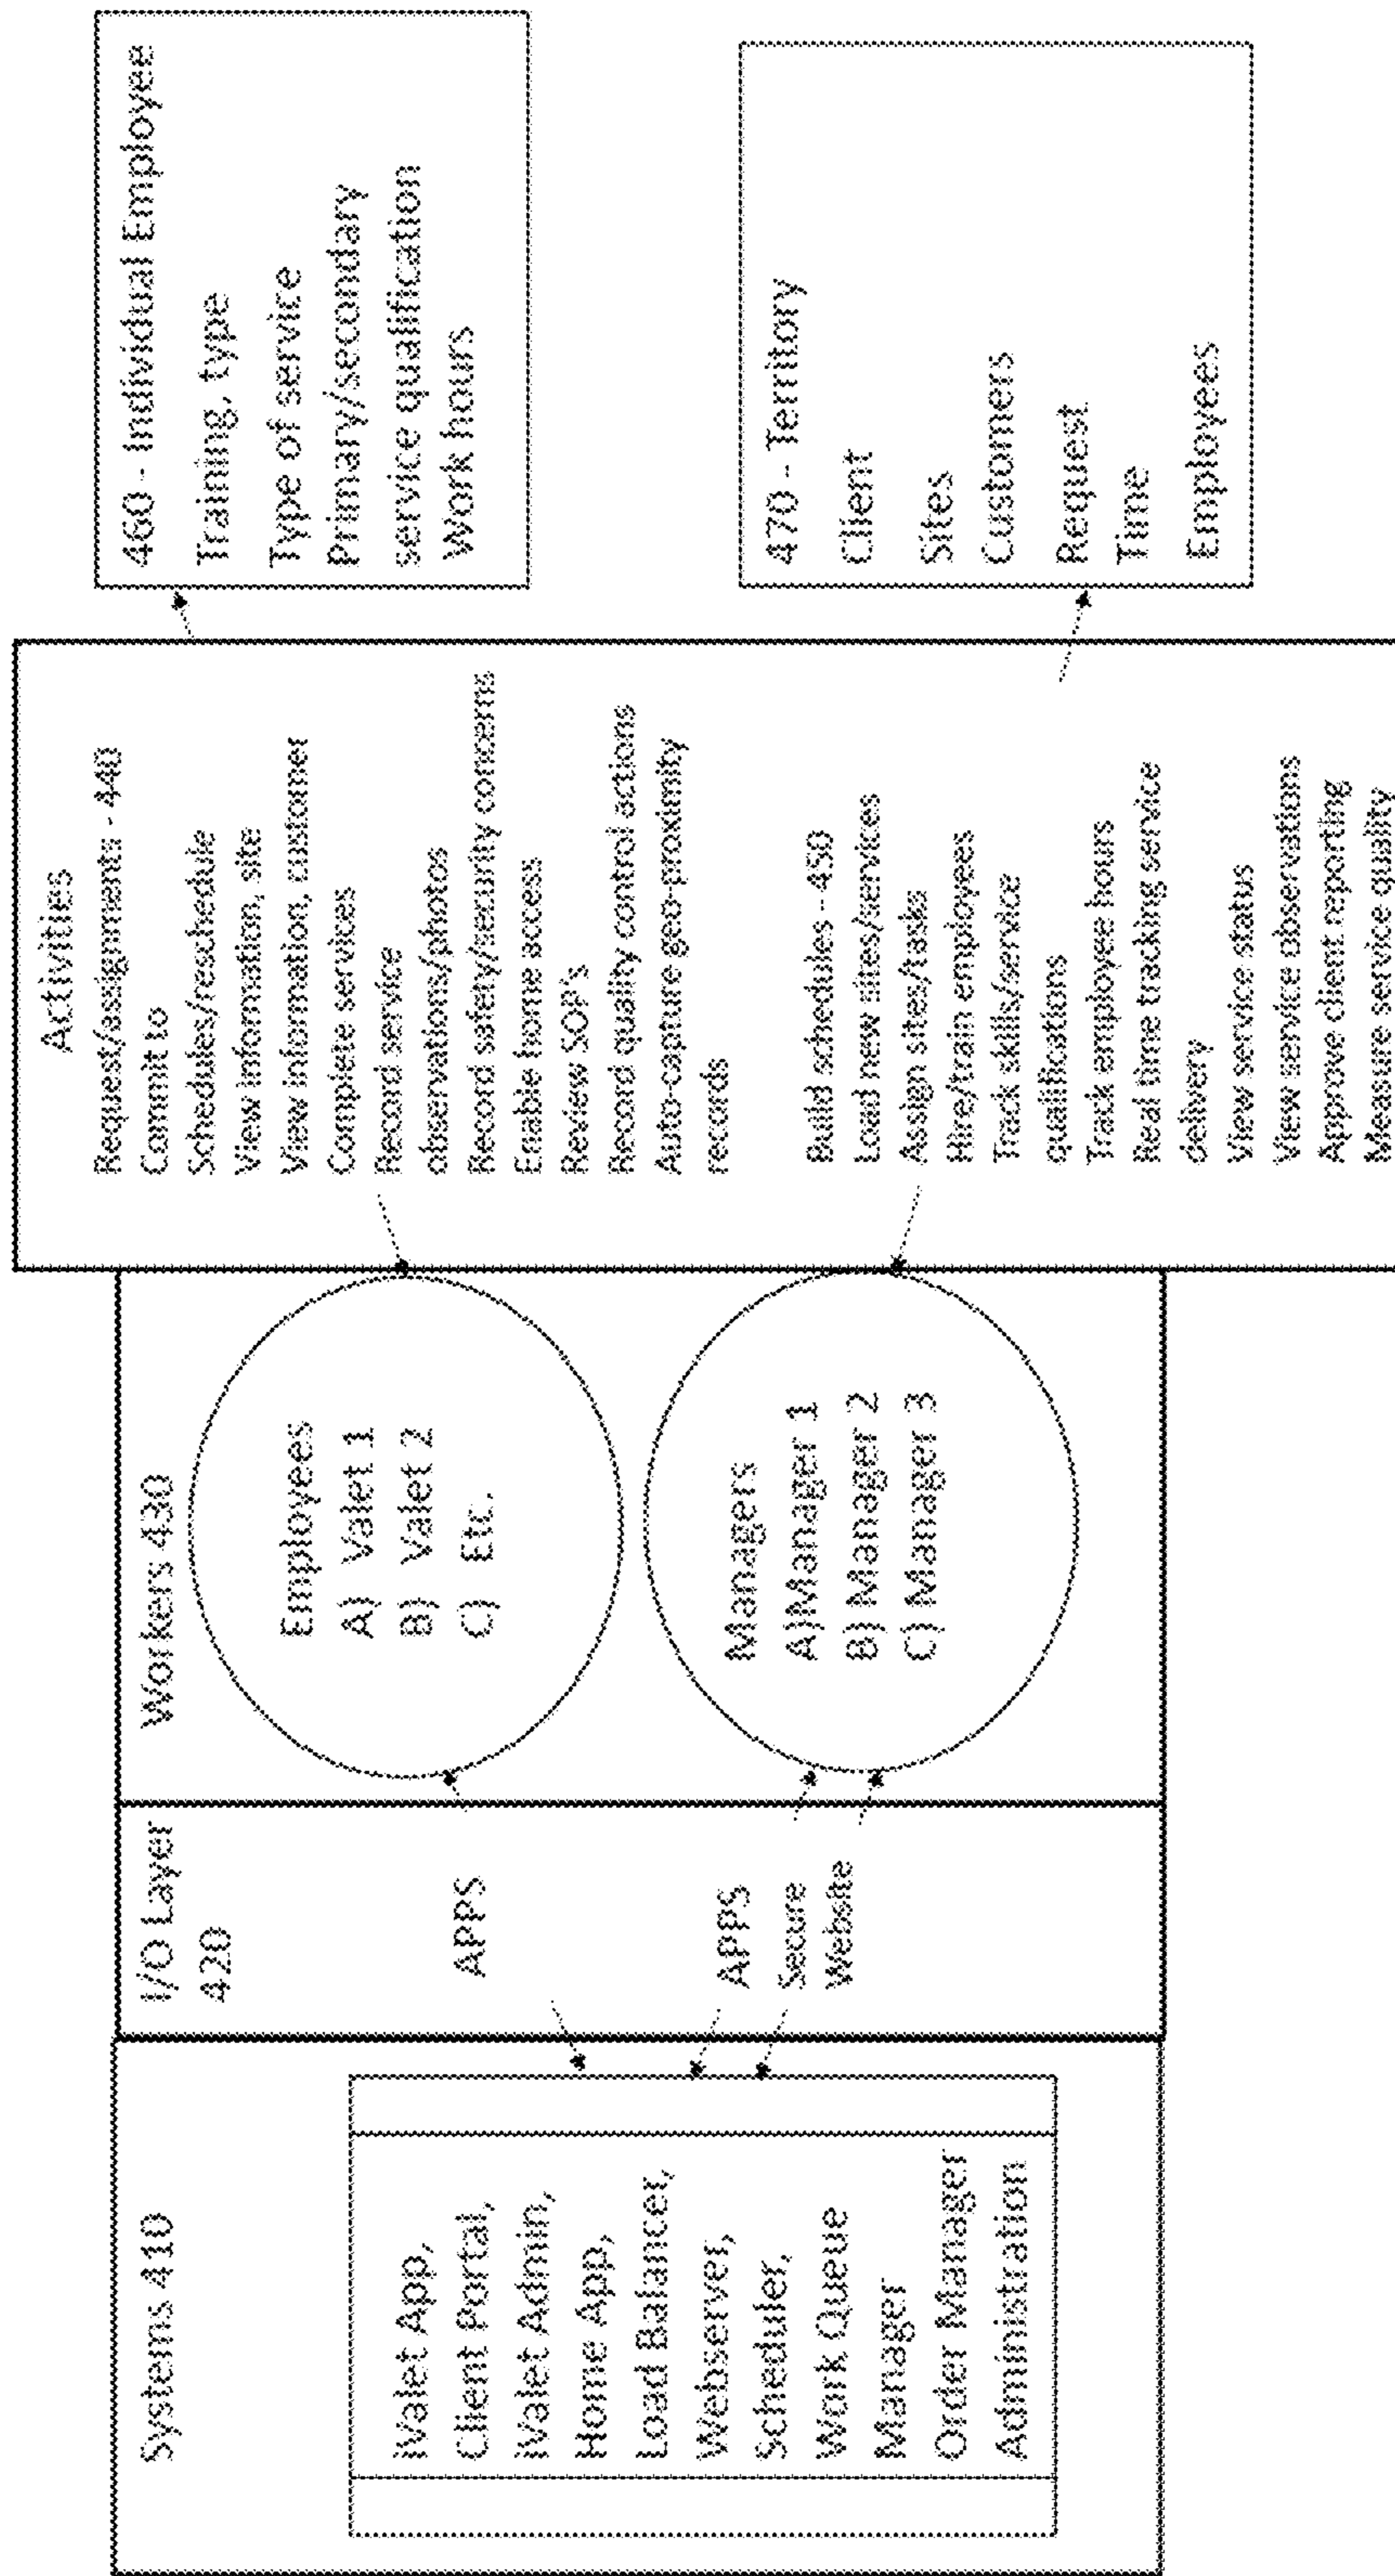 Systems 410
iValet App,
Client Portal,
iValet Admin,
Home App,
Load Balancer,
Webserver,
Scheduler,
Work Queue
Manager
Order Manager
Administration
I/O Layer
420
APPS
APPS
Secure
Website
Workers 430
Employees
A) Valet 1
B) Valet 2
C) Etc.
Managers
A)Manager 1
B) Manager 2
C) Manager 3
Activities
Request/assignments - 440
Commit to
Schedules/reschedule
View information, site
View information, customer
Complete services
Record service
observations/photos
Record safety/security concerns
Enable home access
Review SOP's
Record quality control actions
Auto-capture geo-proximity
records
Build schedules - 450
Load new sites/services
Assign sites/tasks
Hire/train employees
Track skills/service
qualifications
Track employee hours
Real time tracking service
delivery
View service status
View service observations
Approve client reporting
Measure service quality
460 - Individual Employee
Training, type
Type of service
Primary/secondary
service qualification
Work hours
470 - Territory
Client
Sites
Customers
Request
Time
Employees